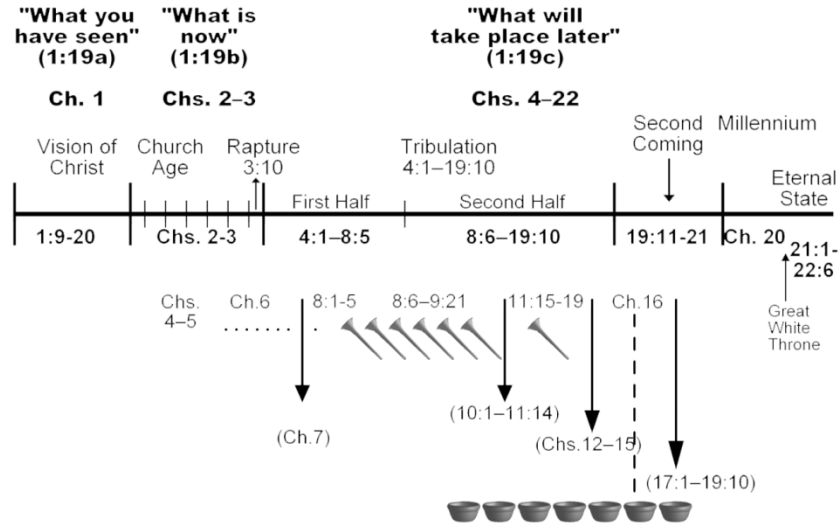 "What you
have seen"
(1:19a)
Ch. 1
"What is
now"
(1:19b)
Chs. 2–3
"What will
take place later"
(1:19c)
Chs. 4–22
Vision of
Christ
Church
Age
Rapture
3:10
Tribulation
4:1–19:10
Second
Coming
Millennium
Eternal
State
First Half
Second Half
1:9-20
Chs. 2-3
4:1–8:5
8:6–19:10
19:11-21
Ch. 20
21:1-
22:6
Great
White
Throne
Chs.
4–5
Ch.6
8:1-5
8:6–9:21
11:15-19
Ch.16
(Ch.7)
(10:1–11:14)
(Chs.12–15)
(17:1–19:10)